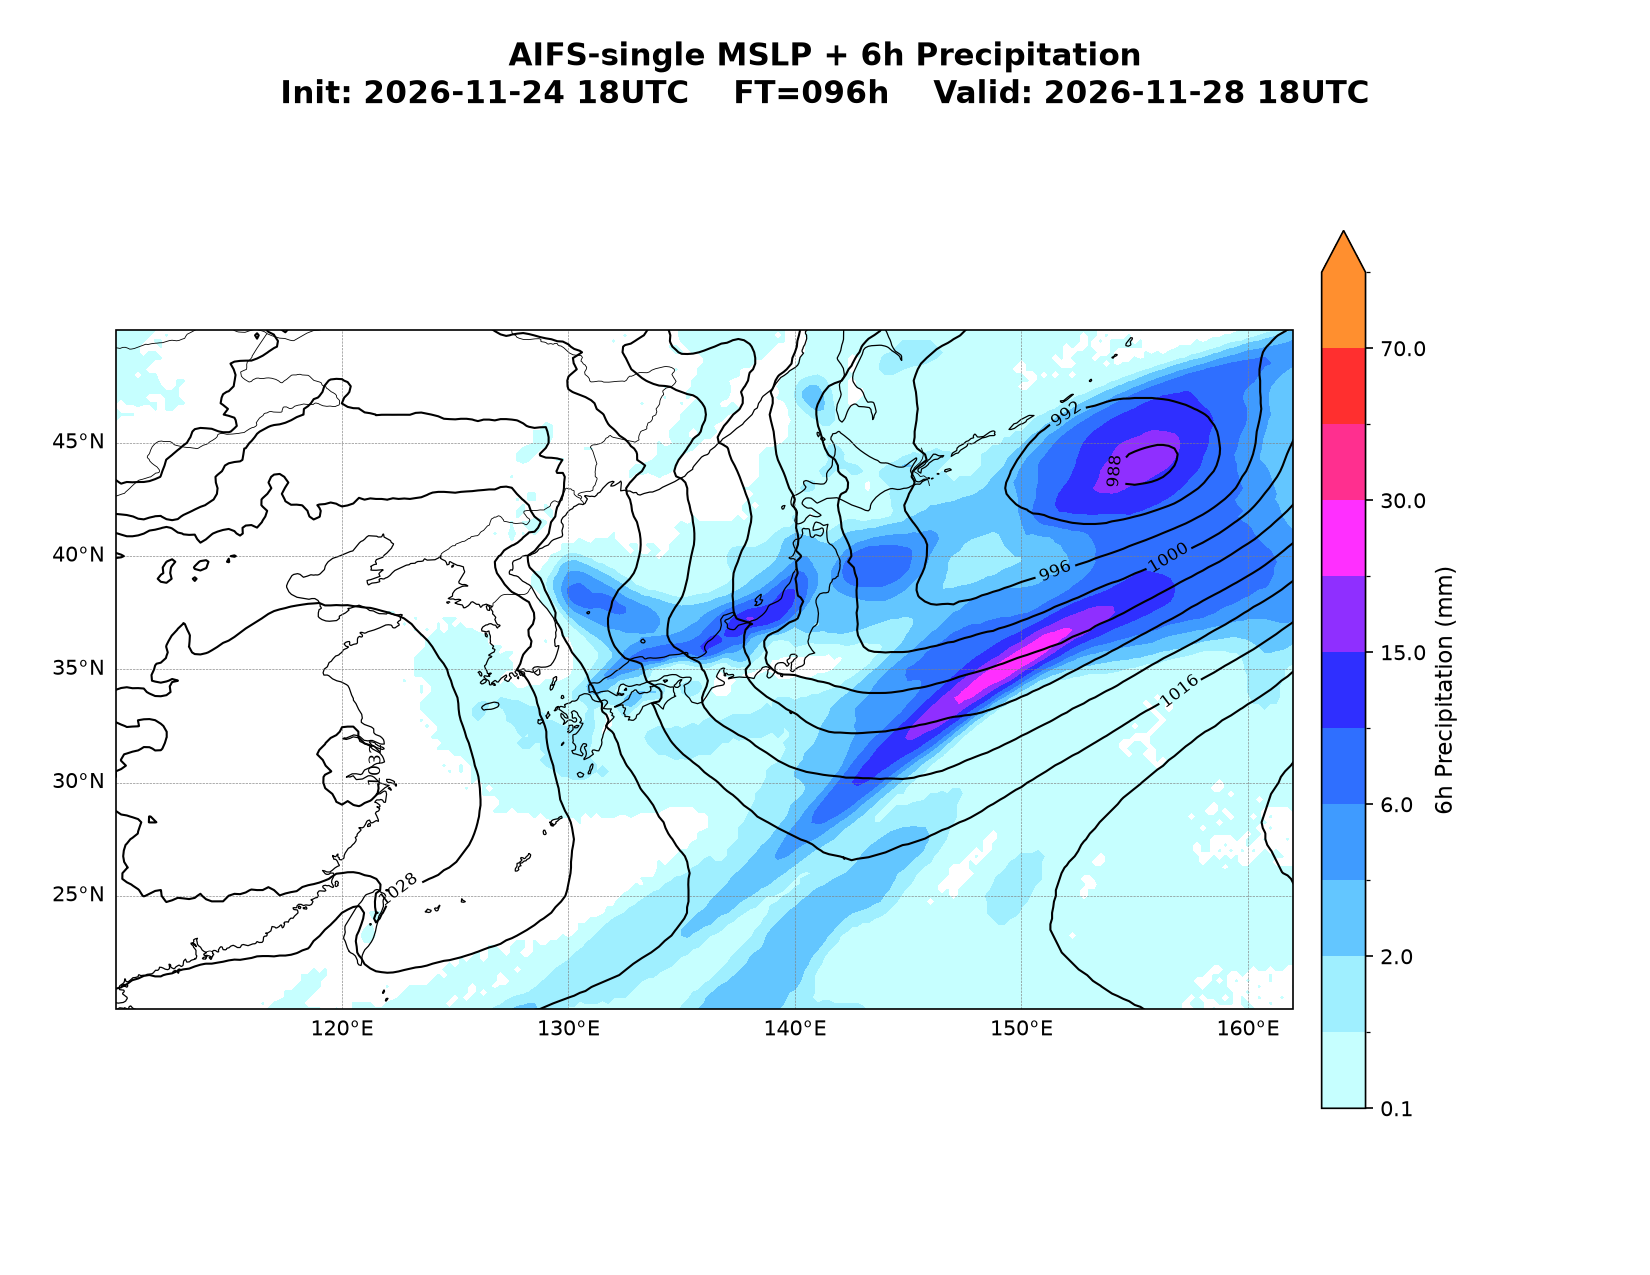 AIFS-single MSLP + 6h Precipitation
Init: 2026-11-24 18UTC    FT=096h    Valid: 2026-11-28 18UTC
70.0
30.0
15.0
6.0
2.0
0.1
6h Precipitation (mm)
45°N
40°N
35°N
30°N
25°N
120°E
130°E
140°E
150°E
160°E
992
988
996
1000
1016
1032
1028